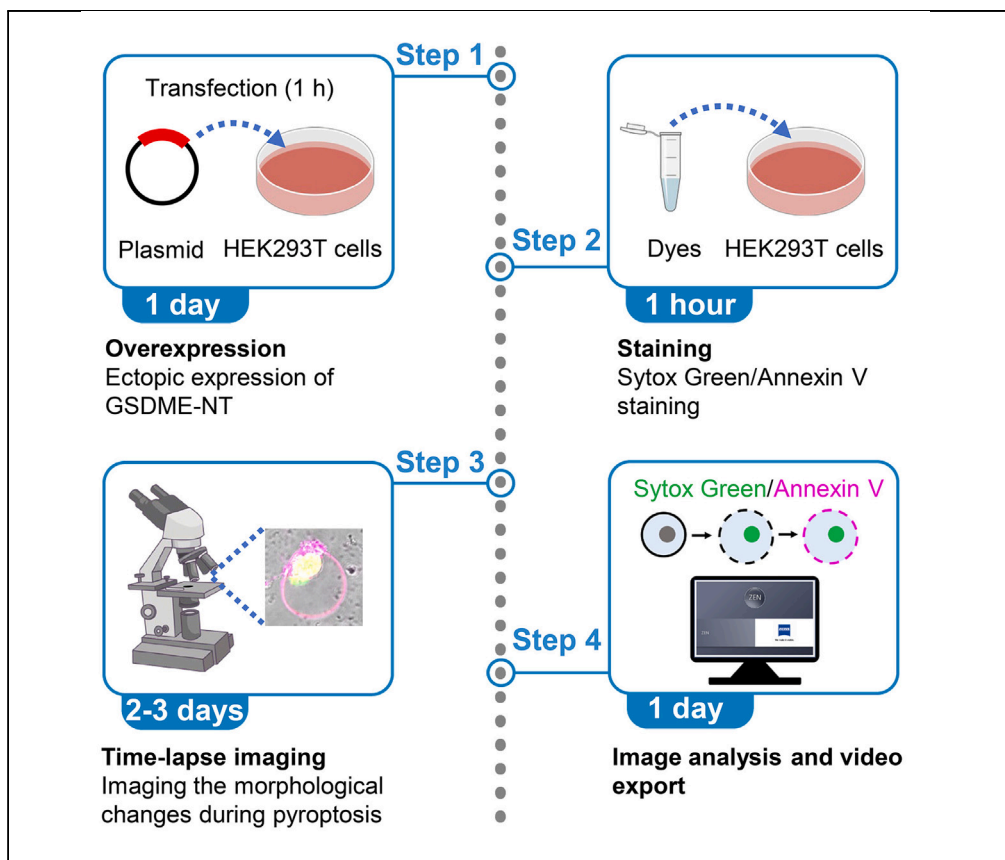 Step 1
Transfection (1 h)
Plasmid
HEK293T cells
1 day
Overexpression
Ectopic expression of
GSDME-NT
Step 2
Dyes
HEK293T cells
1 hour
Staining
Sytox Green/Annexin V
staining
Step 3
2-3 days
Time-lapse imaging
Imaging the morphological
changes during pyroptosis
Step 4
Sytox Green/Annexin V
ZEN
ZEN
1 day
Image analysis and video
export